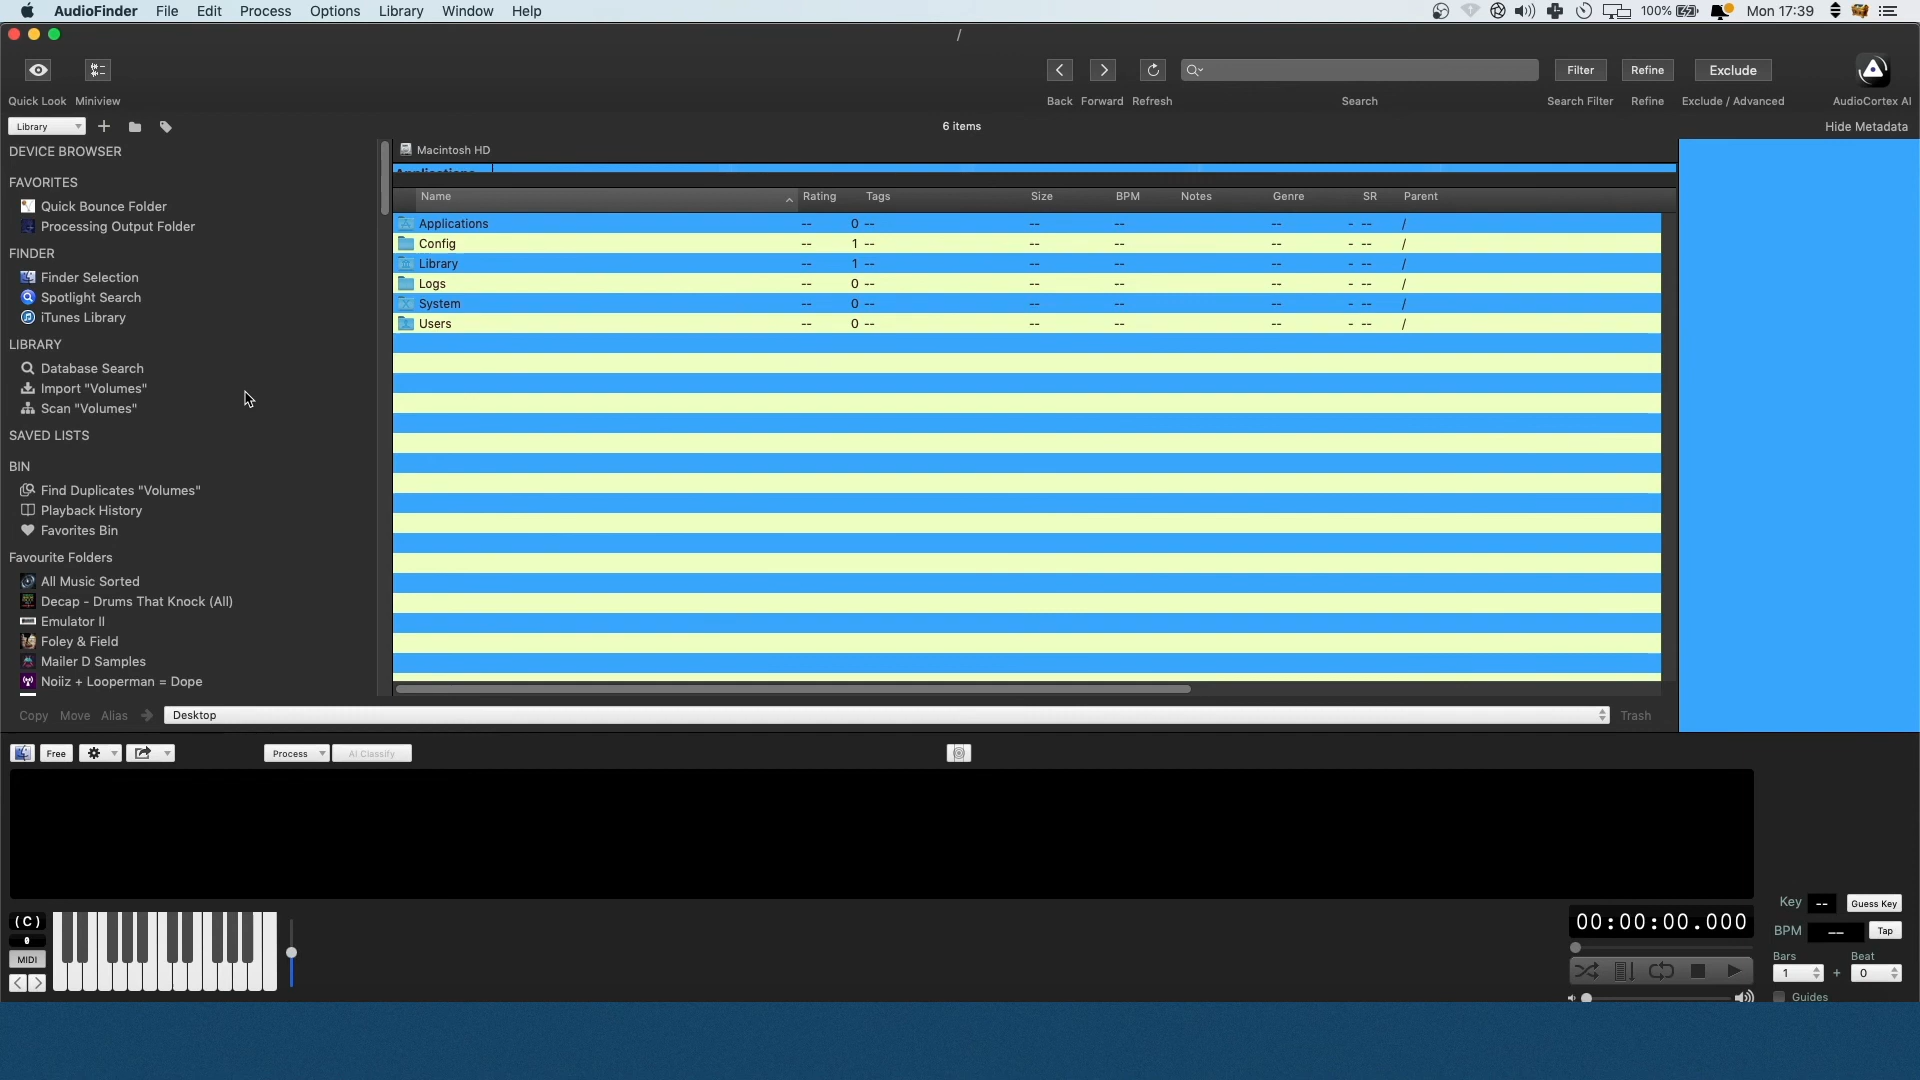 AudioFinder File Edit Process Options Library Window Help 100% Mon 17:39
/
Quick Look Miniview Back Forward Refresh Search Filter Refine Exclude
Search Filter Refine Exclude / Advanced AudioCortex AI
Library 6 items Hide Metadata
DEVICE BROWSER
FAVORITES
Quick Bounce Folder
Processing Output Folder
FINDER
Finder Selection
Spotlight Search
iTunes Library
LIBRARY
Database Search
Import "Volumes"
Scan "Volumes"
SAVED LISTS
BIN
Find Duplicates "Volumes"
Playback History
Favorites Bin
Favourite Folders
All Music Sorted
Decap - Drums That Knock (All)
Emulator II
Foley & Field
Mailer D Samples
Noiiz + Looperman = Dope
Macintosh HD
Applications
Name Rating Tags Size BPM Notes Genre SR Parent
Applications -- 0 -- -- -- -- - -- /
Config -- 1 -- -- -- -- - -- /
Library -- 1 -- -- -- -- - -- /
Logs -- 0 -- -- -- -- - -- /
System -- 0 -- -- -- -- - -- /
Users -- 0 -- -- -- -- - -- /
Copy Move Alias Desktop Trash
Free Process AI Classify
(C)
0
MIDI
00:00:00.000
Key -- Guess Key
BPM -- Tap
Bars Beat
1 + 0
Guides